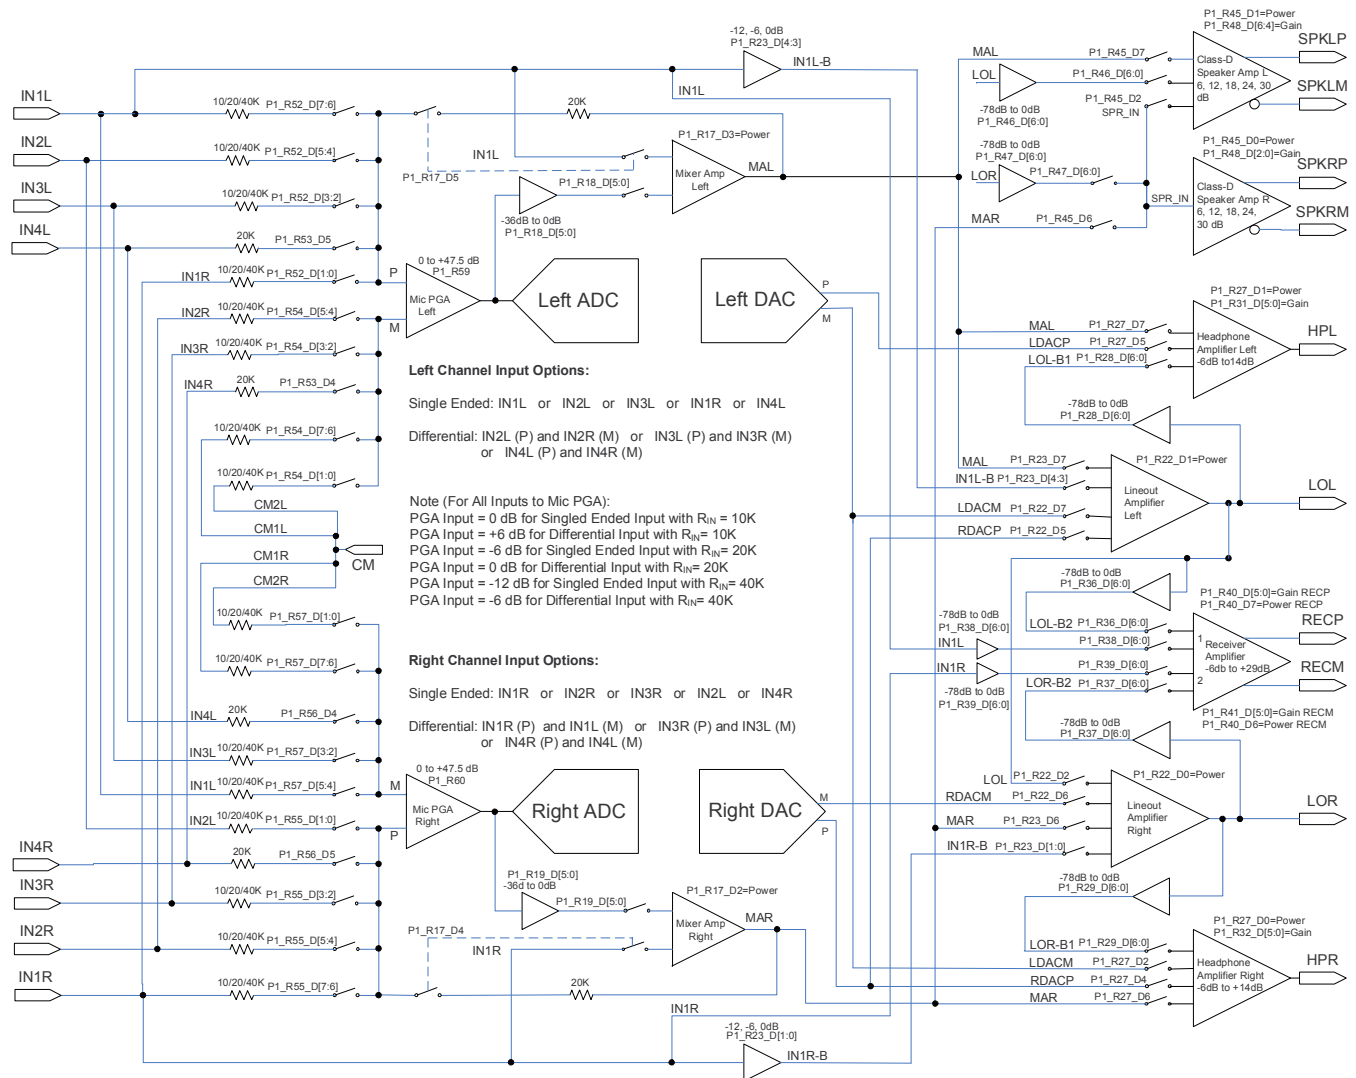 P1_R45_D1=Power
P1_R48_D[6:4]=Gain
SPKLP
-12, -6, 0dB
P1_R23_D[4:3]
IN1L-B
MAL
P1_R45_D7
Class-D
Speaker Amp L
6, 12, 18, 24, 30
dB
LOL
P1_R46_D[6:0]
SPKLM
-78dB to 0dB
P1_R46_D[6:0]
P1_R45_D2
SPR_IN
IN1L
10/20/40K
P1_R52_D[7:6]
IN1L
20K
IN2L
10/20/40K
P1_R52_D[5:4]
P1_R17_D3=Power
IN1L
Mixer Amp
Left
MAL
P1_R17_D5
P1_R18_D[5:0]
-36dB to 0dB
P1_R18_D[5:0]
-78dB to 0dB
P1_R47_D[6:0]
LOR
P1_R47_D[6:0]
P1_R45_D0=Power
P1_R48_D[2:0]=Gain
SPKRP
Class-D
Speaker Amp R
6, 12, 18, 24,
30 dB
SPR_IN
MAR
P1_R45_D6
SPKRM
IN3L
10/20/40K
P1_R52_D[3:2]
IN4L
20K
P1_R53_D5
IN1R
10/20/40K
P1_R52_D[1:0]
P
0 to +47.5 dB
P1_R59
Mic PGA
Left
M
Left ADC
Left DAC
P
M
IN2R
10/20/40K
P1_R54_D[5:4]
IN3R
10/20/40K
P1_R54_D[3:2]
IN4R
20K
P1_R53_D4
10/20/40K
P1_R54_D[7:6]
10/20/40K
P1_R54_D[1:0]
CM2L
CM1L
CM1R
CM
CM2R
P1_R27_D1=Power
P1_R31_D[5:0]=Gain
MAL
P1_R27_D7
LDACP
P1_R27_D5
LOL-B1
P1_R28_D[6:0]
Headphone
Amplifier Left
-6dB to14dB
HPL
-78dB to 0dB
P1_R28_D[6:0]
Left Channel Input Options:
Single Ended: IN1L or IN2L or IN3L or IN1R or IN4L
Differential: IN2L (P) and IN2R (M) or IN3L (P) and IN3R (M)
or IN4L (P) and IN4R (M)
Note (For All Inputs to Mic PGA):
PGA Input = 0 dB for Singled Ended Input with RIN = 10K
PGA Input = +6 dB for Differential Input with RIN= 10K
PGA Input = -6 dB for Singled Ended Input with RIN= 20K
PGA Input = 0 dB for Differential Input with RIN= 20K
PGA Input = -12 dB for Singled Ended Input with RIN= 40K
PGA Input = -6 dB for Differential Input with RIN= 40K
MAL
P1_R23_D7
P1_R22_D1=Power
IN1L-B
P1_R23_D[4:3]
LDACM
P1_R22_D7
RDACP
P1_R22_D5
Lineout
Amplifier
Left
LOL
-78dB to 0dB
P1_R36_D[6:0]
P1_R40_D[5:0]=Gain RECP
P1_R40_D7=Power RECP
-78dB to 0dB
P1_R38_D[6:0]
LOL-B2
P1_R36_D[6:0]
IN1L
P1_R38_D[6:0]
IN1R
P1_R39_D[6:0]
-78dB to 0dB
P1_R39_D[6:0]
LOR-B2
P1_R37_D[6:0]
1
Receiver
Amplifier
-6db to +29dB
2
RECP
RECM
P1_R41_D[5:0]=Gain RECM
P1_R40_D6=Power RECM
-78dB to 0dB
P1_R37_D[6:0]
10/20/40K
P1_R57_D[1:0]
10/20/40K
P1_R57_D[7:6]
IN4L
20K
P1_R56_D4
IN3L
10/20/40K
P1_R57_D[3:2]
IN1L
10/20/40K
P1_R57_D[5:4]
IN2L
10/20/40K
P1_R55_D[1:0]
Right Channel Input Options:
Single Ended: IN1R or IN2R or IN3R or IN2L or IN4R
Differential: IN1R (P) and IN1L (M) or IN3R (P) and IN3L (M)
or IN4R (P) and IN4L (M)
0 to +47.5 dB
P1_R60
M
Mic PGA
Right
P
Right ADC
Right DAC
M
P
LOL
P1_R22_D2
P1_R22_D0=Power
RDACM
P1_R22_D6
MAR
P1_R23_D6
IN1R-B
P1_R23_D[1:0]
Lineout
Amplifier
Right
LOR
-78dB to 0dB
P1_R29_D[6:0]
IN4R
20K
P1_R56_D5
IN3R
10/20/40K
P1_R55_D[3:2]
IN2R
10/20/40K
P1_R55_D[5:4]
IN1R
10/20/40K
P1_R55_D[7:6]
P1_R19_D[5:0]
-36d to 0dB
P1_R19_D[5:0]
P1_R17_D2=Power
Mixer Amp
Right
MAR
P1_R17_D4
IN1R
20K
IN1R
-12, -6, 0dB
P1_R23_D[1:0]
IN1R-B
P1_R27_D0=Power
P1_R32_D[5:0]=Gain
LOR-B1
P1_R29_D[6:0]
LDACM
P1_R27_D2
RDACP
P1_R27_D4
MAR
P1_R27_D6
Headphone
Amplifier Right
-6dB to +14dB
HPR